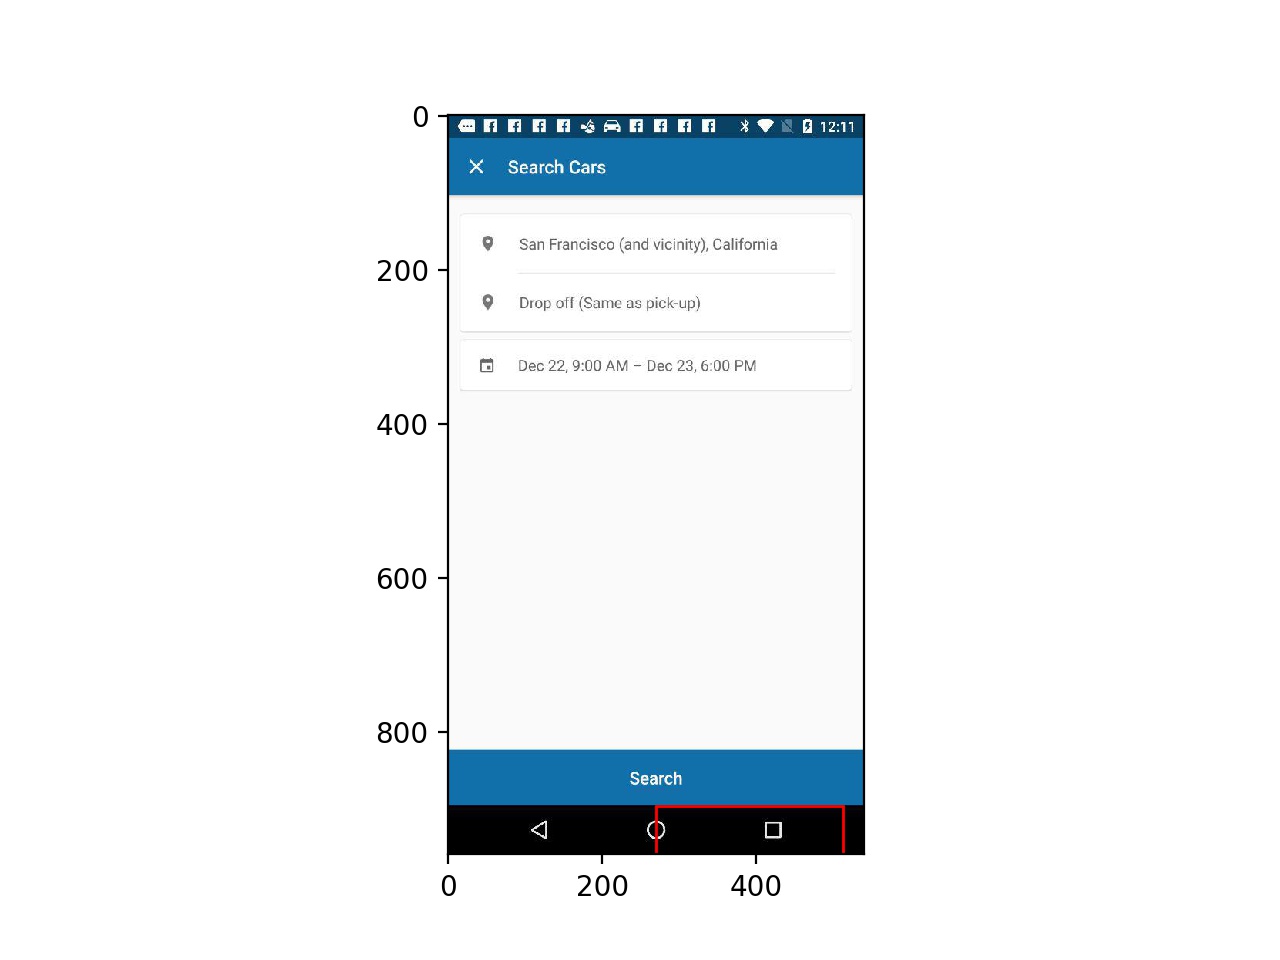 0
200
400
600
800
12:11
Search Cars
San Francisco (and vicinity), California
Drop off (Same as pick-up)
Dec 22, 9:00 AM – Dec 23, 6:00 PM
Search
0 200 400